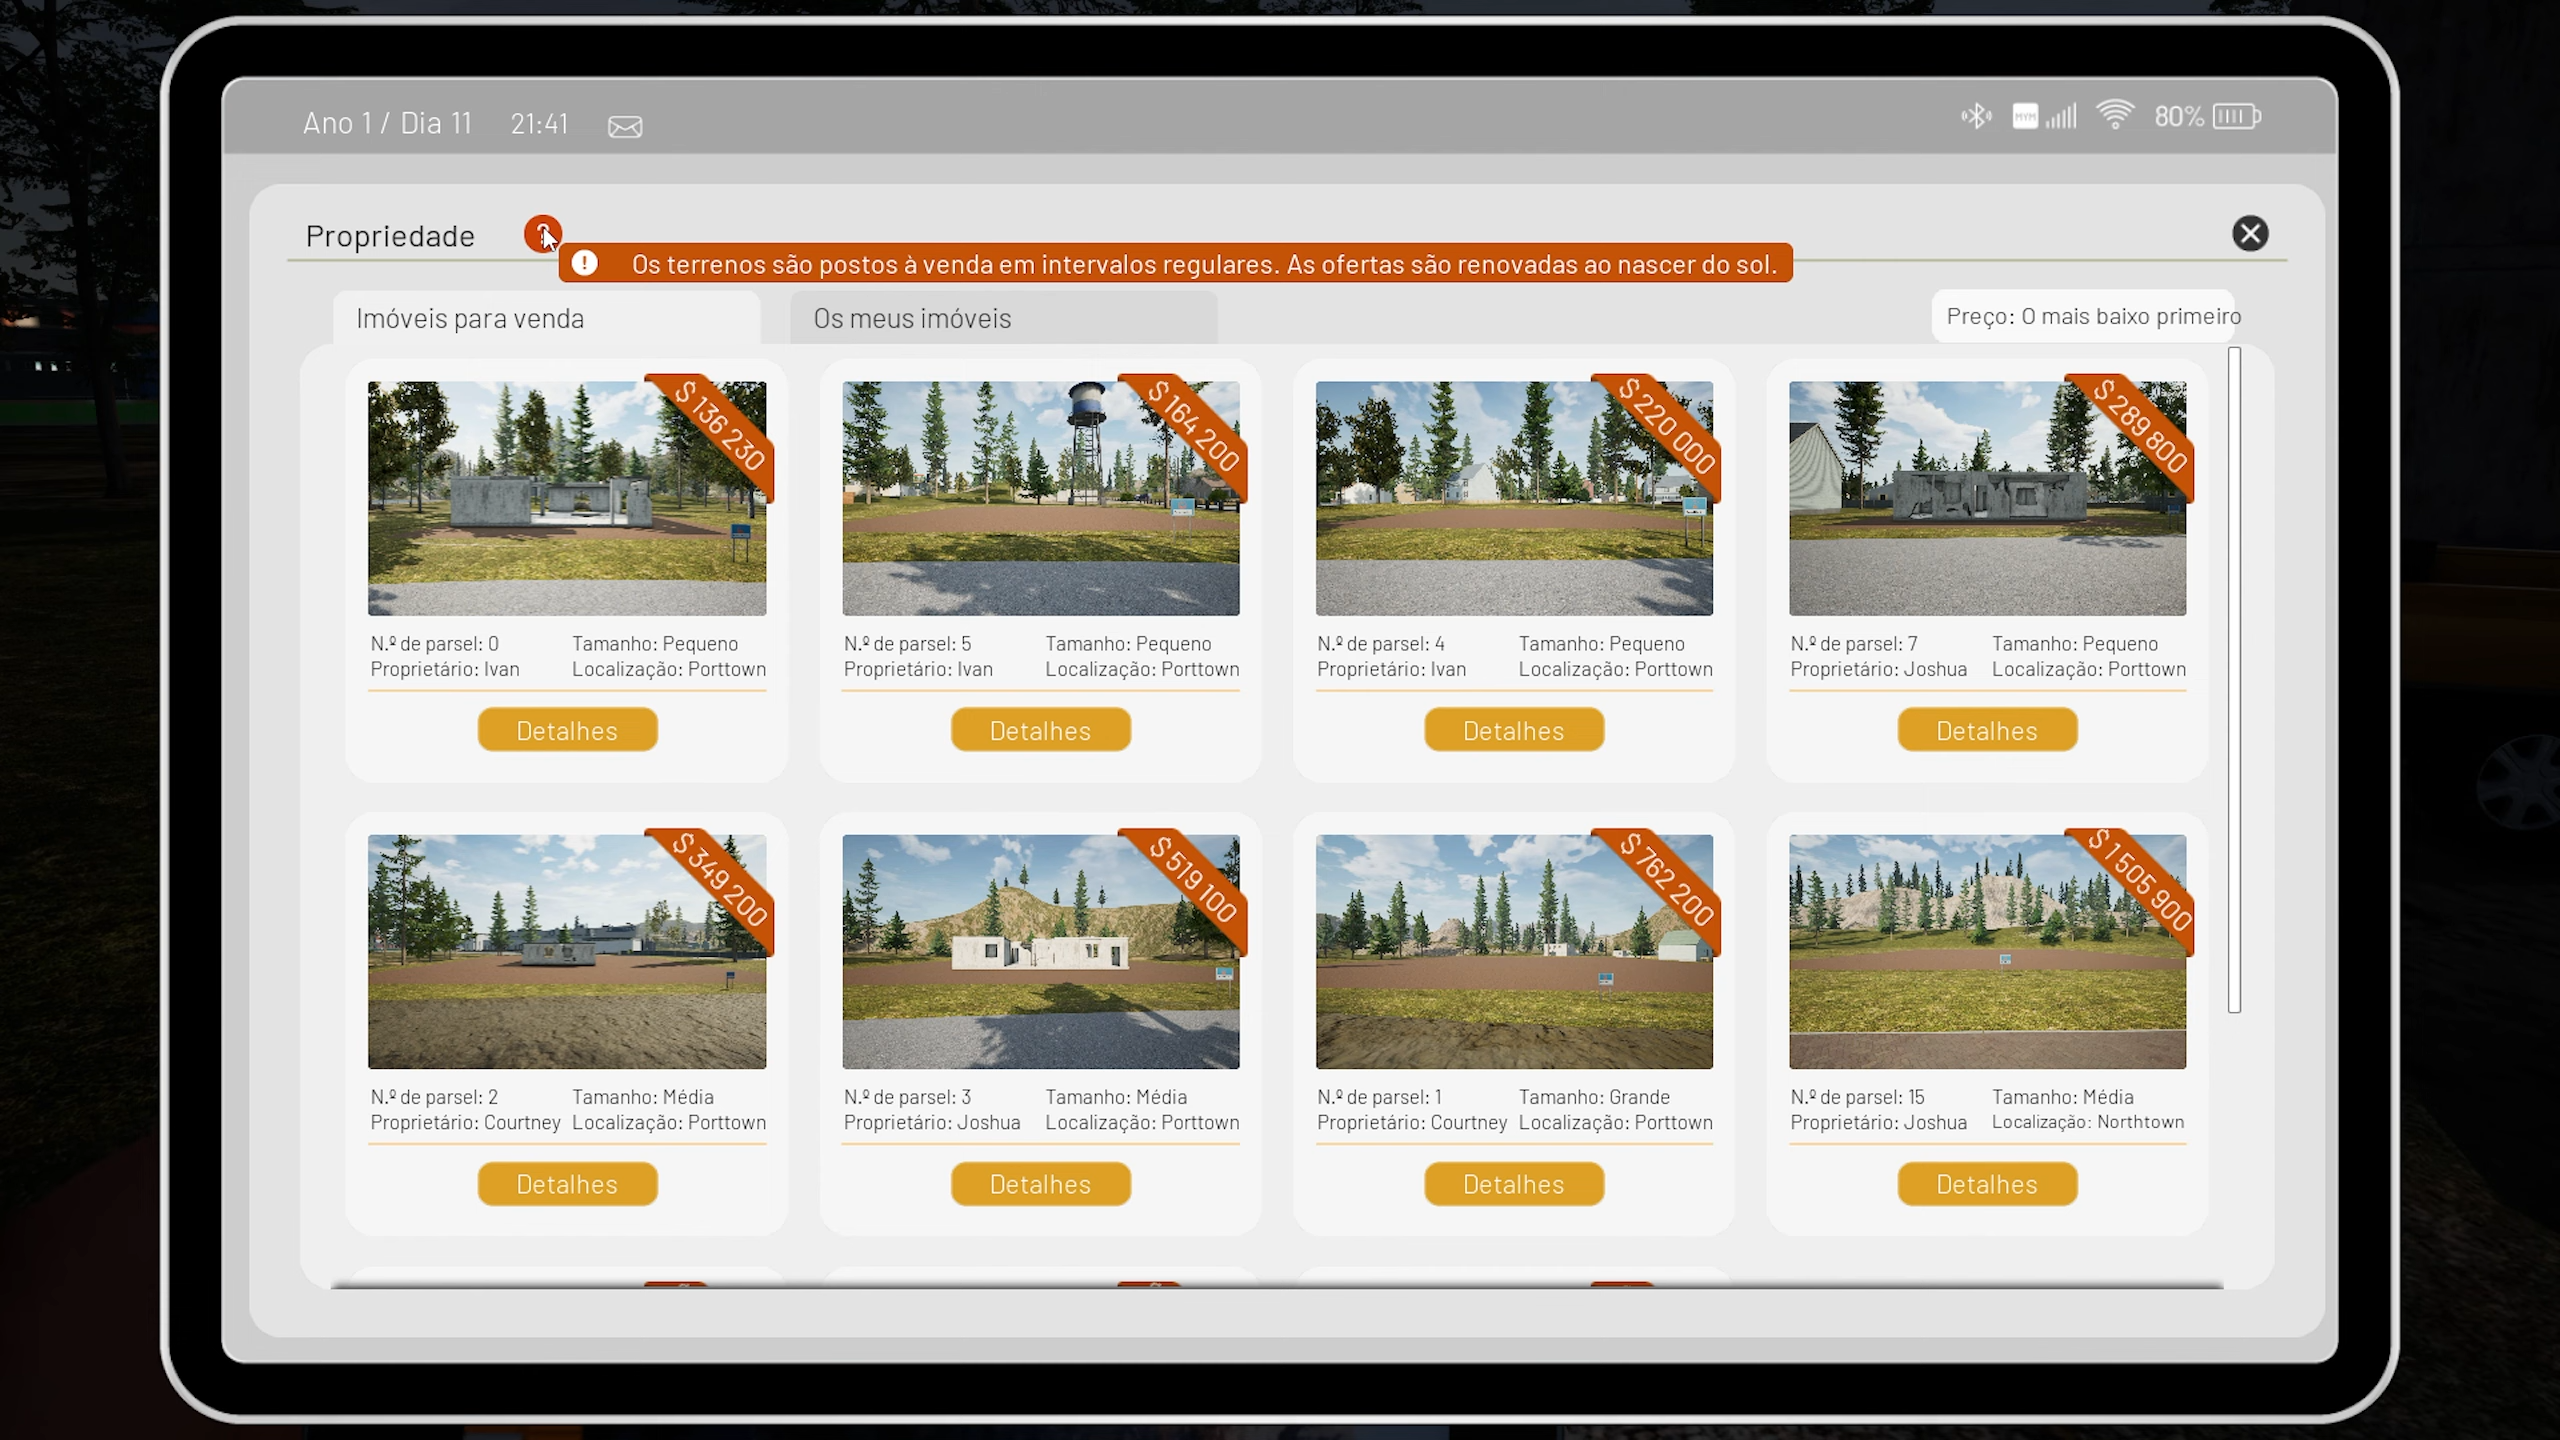 Ano 1 / Dia 11 21:41 80%
Propriedade
Os terrenos são postos à venda em intervalos regulares. As ofertas são renovadas ao nascer do sol.
Imóveis para venda
Os meus imóveis
Preço: O mais baixo primeiro
$ 136 230
N.º de parsel: 0 Tamanho: Pequeno
Proprietário: Ivan Localização: Porttown
Detalhes
$ 164 200
N.º de parsel: 5 Tamanho: Pequeno
Proprietário: Ivan Localização: Porttown
Detalhes
$ 220 000
N.º de parsel: 4 Tamanho: Pequeno
Proprietário: Ivan Localização: Porttown
Detalhes
$ 289 800
N.º de parsel: 7 Tamanho: Pequeno
Proprietário: Joshua Localização: Porttown
Detalhes
$ 349 200
N.º de parsel: 2 Tamanho: Média
Proprietário: Courtney Localização: Porttown
Detalhes
$ 519 100
N.º de parsel: 3 Tamanho: Média
Proprietário: Joshua Localização: Porttown
Detalhes
$ 762 200
N.º de parsel: 1 Tamanho: Grande
Proprietário: Courtney Localização: Porttown
Detalhes
$ 1 505 900
N.º de parsel: 15 Tamanho: Média
Proprietário: Joshua Localização: Northtown
Detalhes